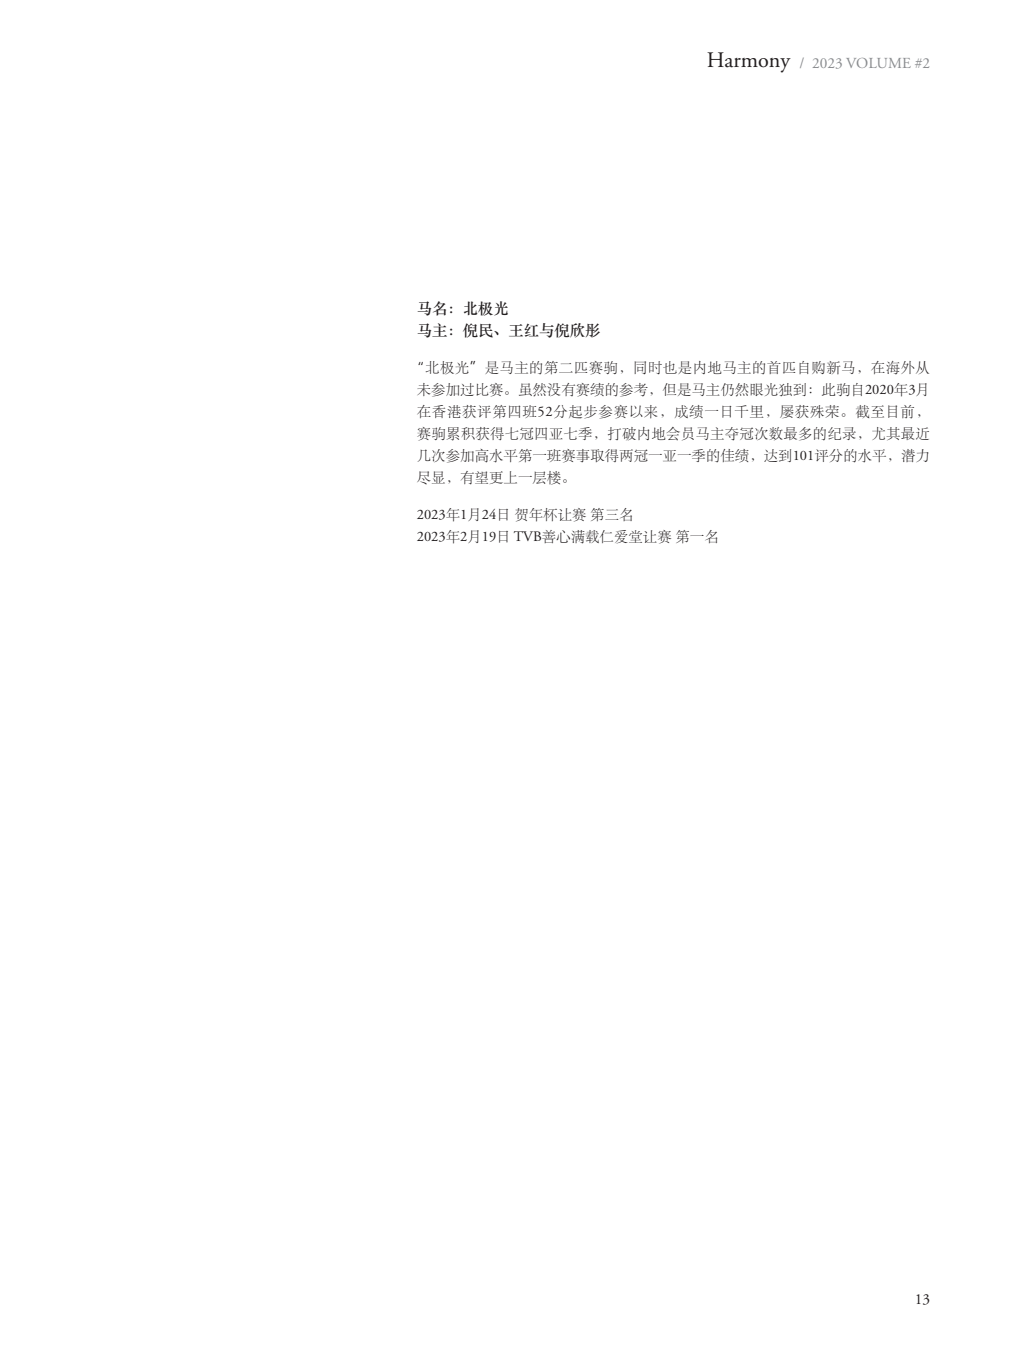 Harmony / 2023 VOLUME #2
马名：北极光
马主：倪民、王红与倪欣彤
“北极光”是马主的第二匹赛驹，同时也是内地马主的首匹自购新马，在海外从
未参加过比赛。虽然没有赛绩的参考，但是马主仍然眼光独到：此驹自2020年3月
在香港获评第四班52分起步参赛以来，成绩一日千里，屡获殊荣。截至目前，
赛驹累积获得七冠四亚七季，打破内地会员马主夺冠次数最多的纪录，尤其最近
几次参加高水平第一班赛事取得两冠一亚一季的佳绩，达到101评分的水平，潜力
尽显，有望更上一层楼。
2023年1月24日 贺年杯让赛 第三名
2023年2月19日 TVB善心满载仁爱堂让赛 第一名
13